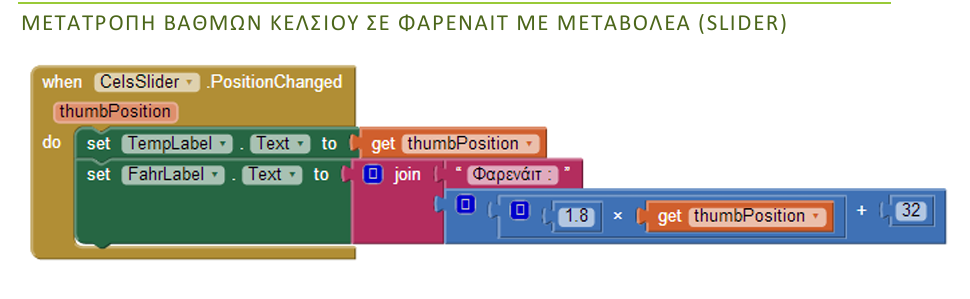 ΜΕΤΑΤΡΟΠΗ ΒΑΘΜΩΝ ΚΕΛΣΙΟΥ ΣΕ ΦΑΡΕΝΑΙΤ ΜΕ ΜΕΤΑΒΟΛΕΑ (SLIDER)
when CelsSlider .PositionChanged
thumbPosition
do set TempLabel . Text to get thumbPosition
set FahrLabel . Text to join " Φαρενάιτ : "
1.8 × get thumbPosition + 32